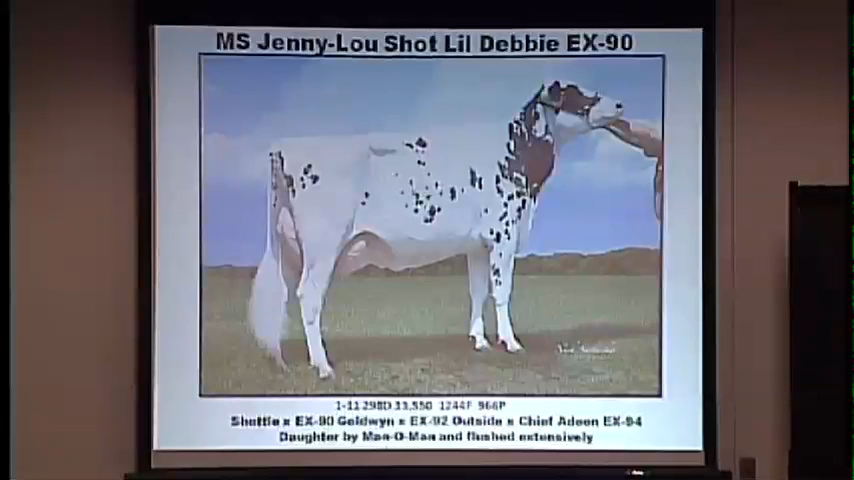 MS Jenny-Lou Shot Lil Debbie EX-90
1-11 298D 33,550 1244F 966P
Shottle x EX-90 Goldwyn x EX-92 Outside x Chief Adeen EX-94
Daughter by Man-O-Man and flushed extensively